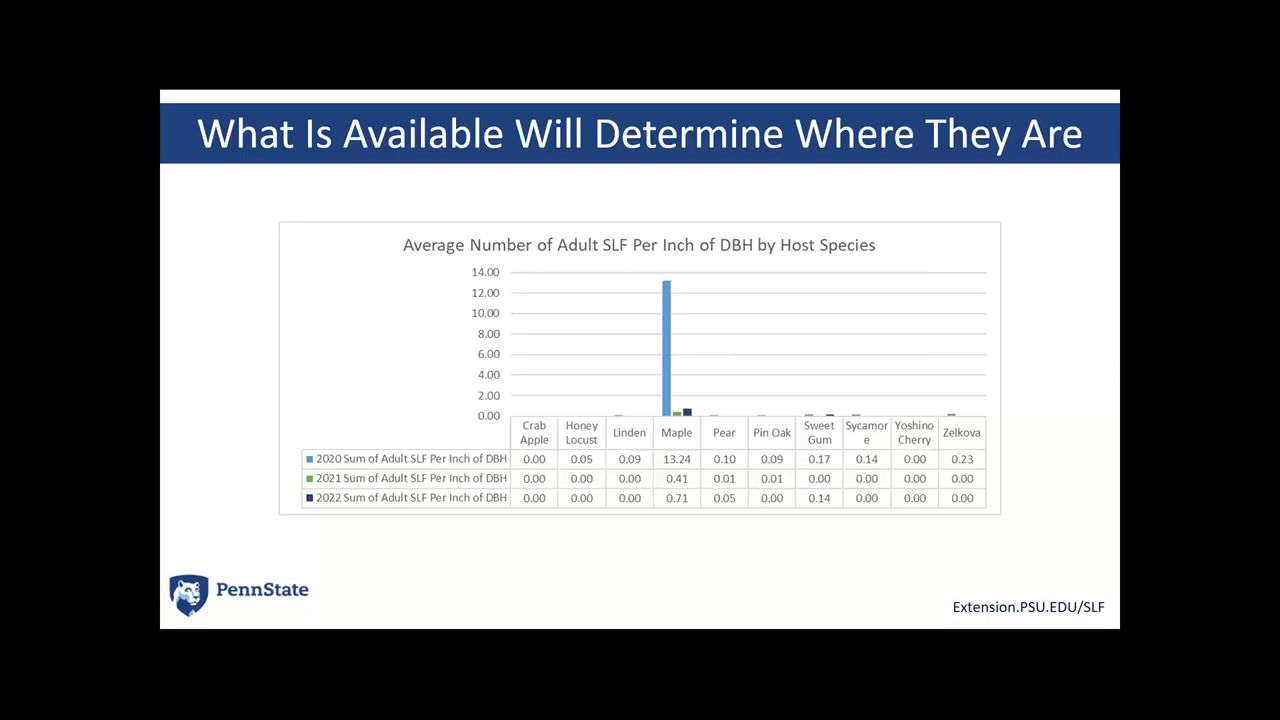 What Is Available Will Determine Where They Are
Average Number of Adult SLF Per Inch of DBH by Host Species
14.00
12.00
10.00
8.00
6.00
4.00
2.00
0.00
Crab Apple Honey Locust Linden Maple Pear Pin Oak Sweet Gum Sycamor e Yoshino Cherry Zelkova
2020 Sum of Adult SLF Per Inch of DBH 0.00 0.05 0.09 13.24 0.10 0.09 0.17 0.14 0.00 0.23
2021 Sum of Adult SLF Per Inch of DBH 0.00 0.00 0.00 0.41 0.01 0.01 0.00 0.00 0.00 0.00
2022 Sum of Adult SLF Per Inch of DBH 0.00 0.00 0.00 0.71 0.05 0.00 0.14 0.00 0.00 0.00
PennState
Extension.PSU.EDU/SLF